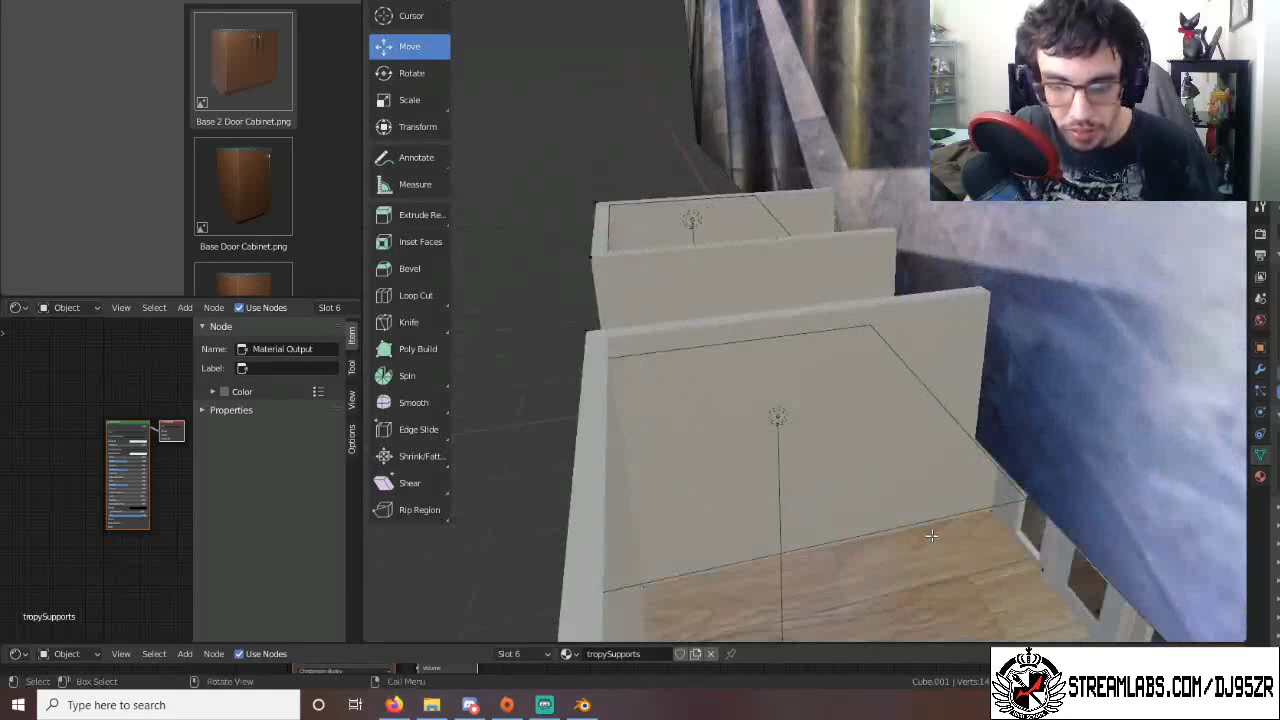 Base 2 Door Cabinet.png
Base Door Cabinet.png
Cursor
Move
Rotate
Scale
Transform
Annotate
Measure
Extrude Re...
Inset Faces
Bevel
Loop Cut
Knife
Poly Build
Spin
Smooth
Edge Slide
Shrink/Fatt...
Shear
Rip Region
Object View Select Add Node Use Nodes Slot 6
Node
Name: Material Output
Label:
Color
Properties
Item
Tool
View
Options
tropySupports
Object View Select Add Node Use Nodes Slot 6 tropySupports
Volume
Select Box Select Rotate View Call Menu Cube.001 | Verts:14
STREAMLABS.COM/DJ95ZR
Type here to search